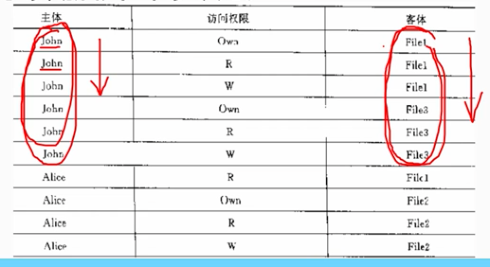 主体 访问权限 客体
John Own File1
John R File1
John W File1
John Own File3
John R File3
John W File3
Alice R File1
Alice Own File2
Alice R File2
Alice W File2